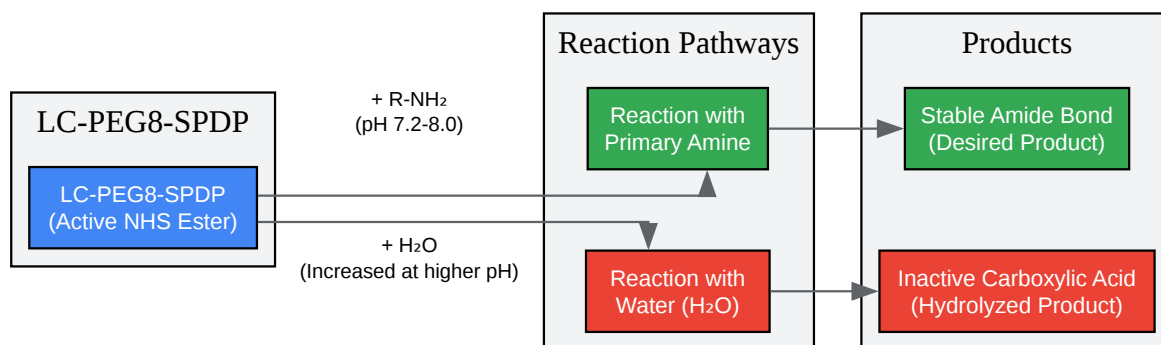 LC-PEG8-SPDP
LC-PEG8-SPDP
(Active NHS Ester)
+ R-NH₂
(pH 7.2-8.0)
+ H₂O
(Increased at higher pH)
Reaction Pathways
Reaction with
Primary Amine
Reaction with
Water (H₂O)
Products
Stable Amide Bond
(Desired Product)
Inactive Carboxylic Acid
(Hydrolyzed Product)